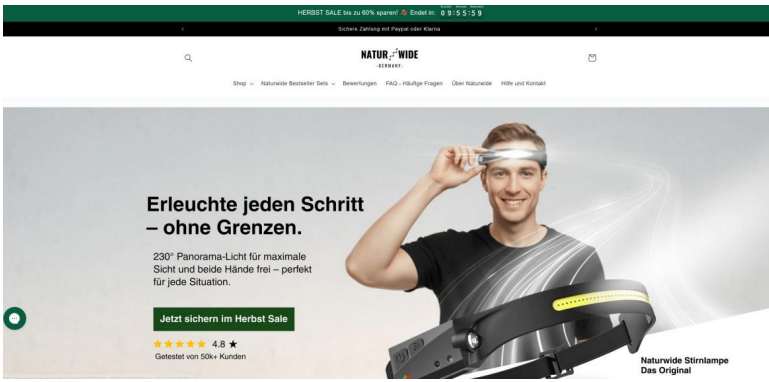 HERBST SALE bis zu 60% sparen! 🍂 Endet in: 09:55:59
Sichere Zahlung mit Paypal oder Klarna
NATUR WIDE
-GERMANY-
Shop
Naturwide Bestseller Sets
Bewertungen
FAQ – Häufige Fragen
Über Naturwide
Hilfe und Kontakt
Erleuchte jeden Schritt
– ohne Grenzen.
230° Panorama-Licht für maximale
Sicht und beide Hände frei – perfekt
für jede Situation.
Jetzt sichern im Herbst Sale
4.8 ★
Getestet von 50k+ Kunden
Naturwide Stirnlampe
Das Original